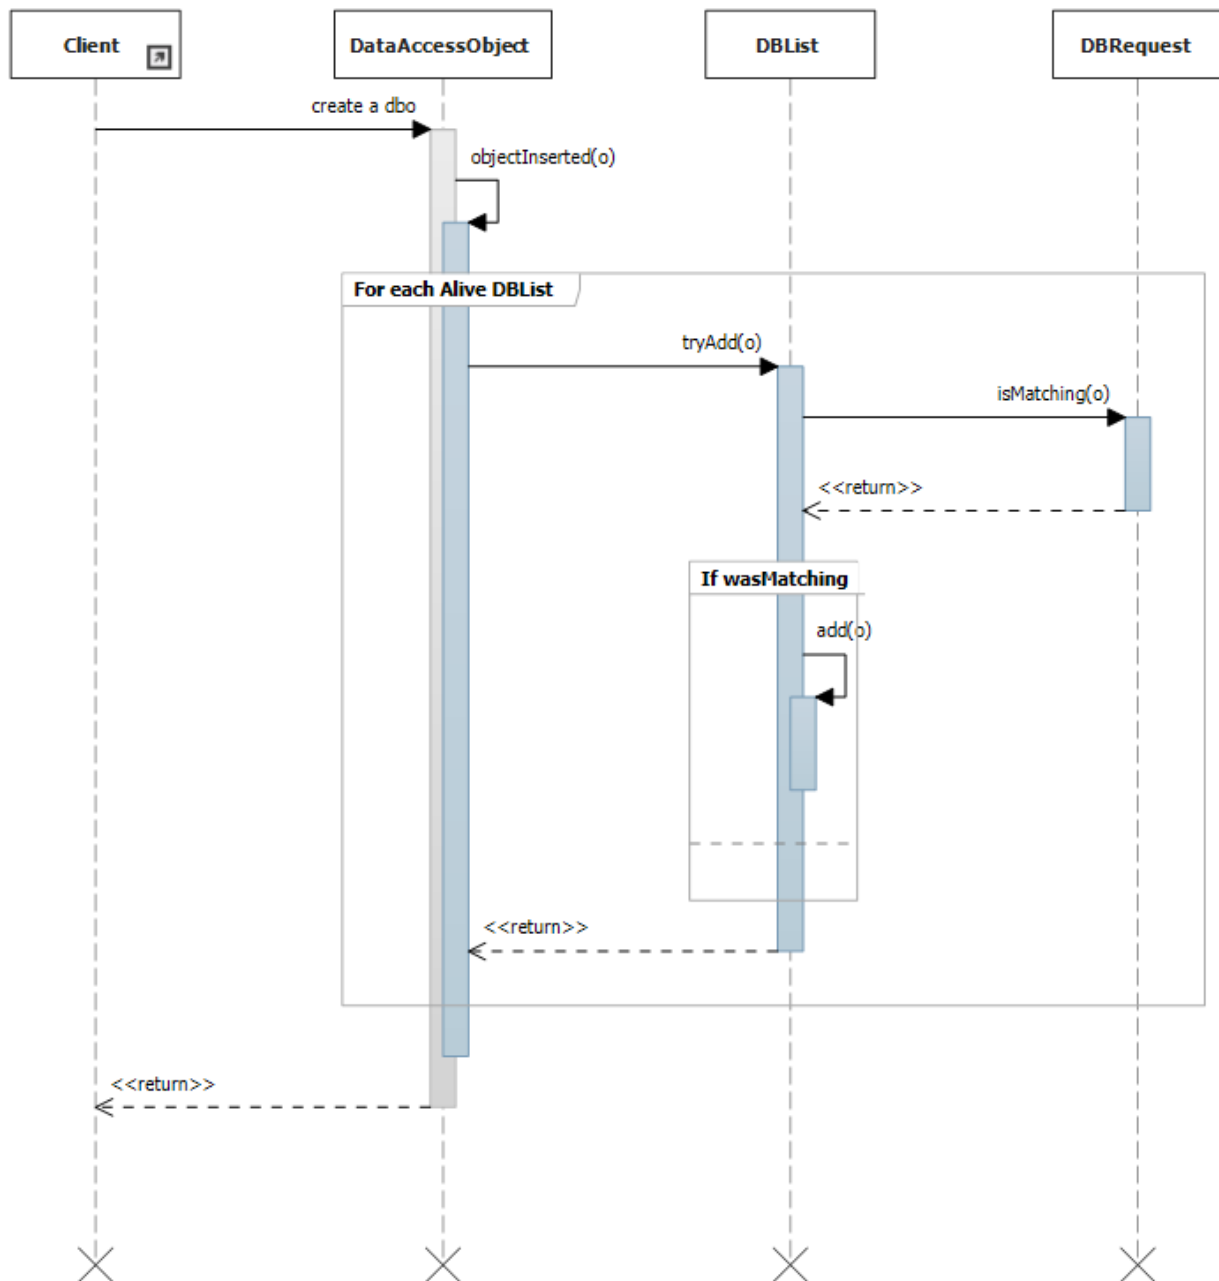 Client
DataAccessObject
DBList
DBRequest
create a dbo
objectInserted(o)
For each Alive DBList
tryAdd(o)
isMatching(o)
<<return>>
If wasMatching
add(o)
<<return>>
<<return>>